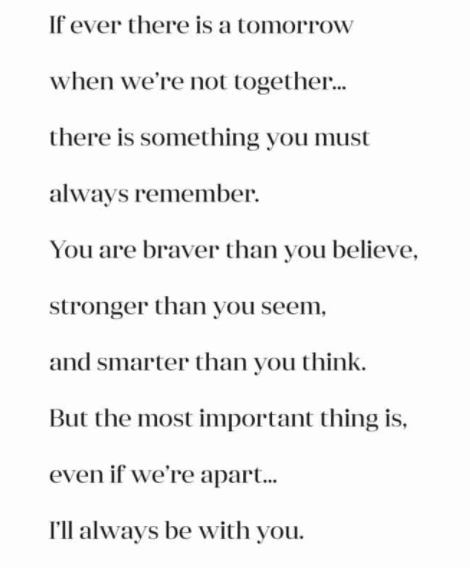 If ever there is a tomorrow
when we're not together...
there is something you must
always remember.
You are braver than you believe,
stronger than you seem,
and smarter than you think.
But the most important thing is,
even if we're apart...
I'll always be with you.